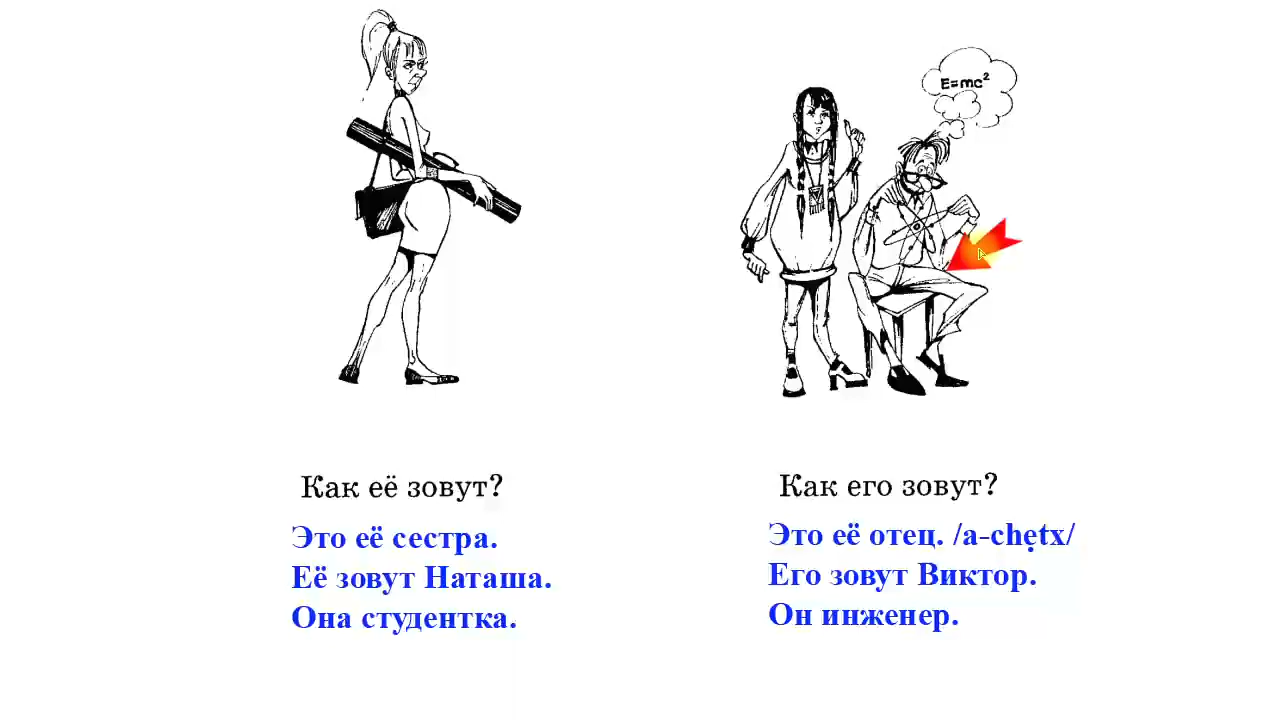 E=mc²
Как её зовут?
Это её сестра.
Её зовут Наташа.
Она студентка.
Как его зовут?
Это её отец. /a-chẹtx/
Его зовут Виктор.
Он инженер.